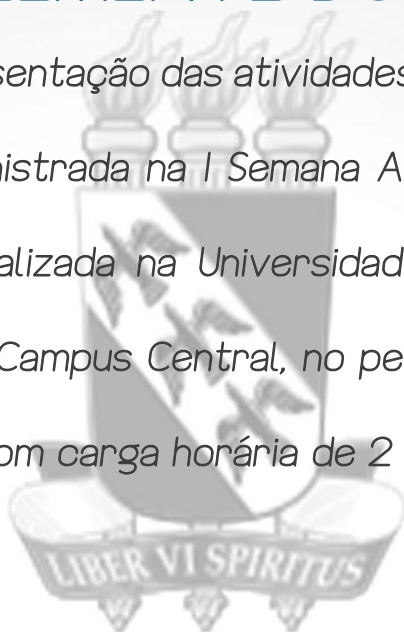 sentação das atividades
nistrada na I Semana A
alizada na Universidad
Campus Central, no pe
om carga horária de 2
LIBER VI SPIRITUS